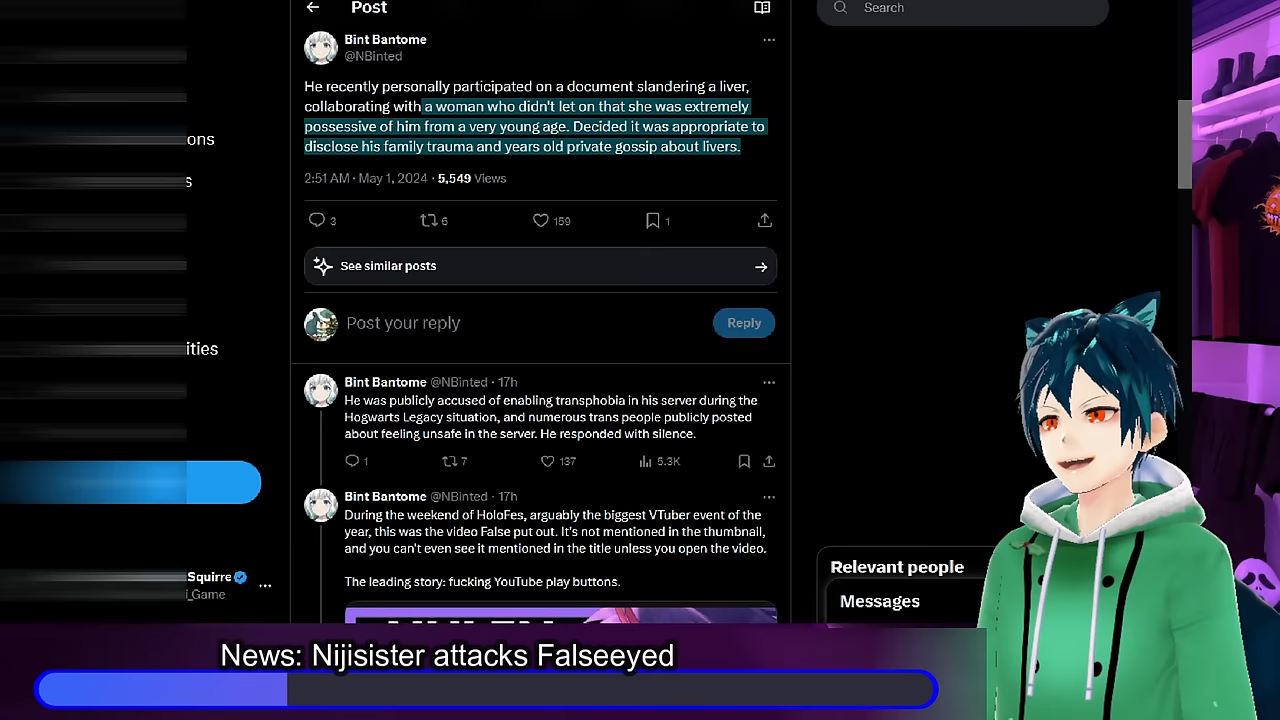 Post
Search
Bint Bantome
@NBinted
He recently personally participated on a document slandering a liver,
collaborating with a woman who didn't let on that she was extremely
possessive of him from a very young age. Decided it was appropriate to
disclose his family trauma and years old private gossip about livers.
2:51 AM · May 1, 2024 · 5,549 Views
3 6 159 1
See similar posts
Post your reply
Reply
Bint Bantome @NBinted · 17h
He was publicly accused of enabling transphobia in his server during the
Hogwarts Legacy situation, and numerous trans people publicly posted
about feeling unsafe in the server. He responded with silence.
1 7 137 5.3K
Bint Bantome @NBinted · 17h
During the weekend of HoloFes, arguably the biggest VTuber event of the
year, this was the video False put out. It's not mentioned in the thumbnail,
and you can't even see it mentioned in the title unless you open the video.
The leading story: fucking YouTube play buttons.
ons
s
ities
Squirre
i_Game
Relevant people
Messages
News: Nijisister attacks Falseeyed